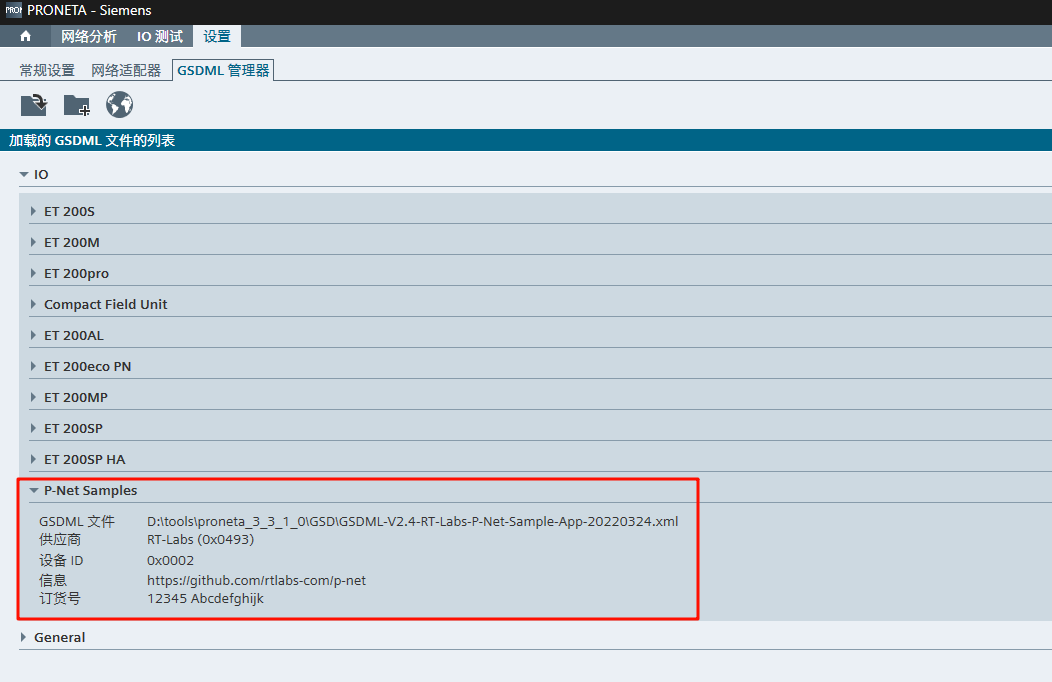 PRONETA - Siemens
网络分析 IO 测试 设置
常规设置 网络适配器 GSDML 管理器
加载的 GSDML 文件的列表
IO
ET 200S
ET 200M
ET 200pro
Compact Field Unit
ET 200AL
ET 200eco PN
ET 200MP
ET 200SP
ET 200SP HA
P-Net Samples
GSDML 文件 D:\tools\proneta_3_3_1_0\GSD\GSDML-V2.4-RT-Labs-P-Net-Sample-App-20220324.xml
供应商 RT-Labs (0x0493)
设备 ID 0x0002
信息 https://github.com/rtlabs-com/p-net
订货号 12345 Abcdefghijk
General